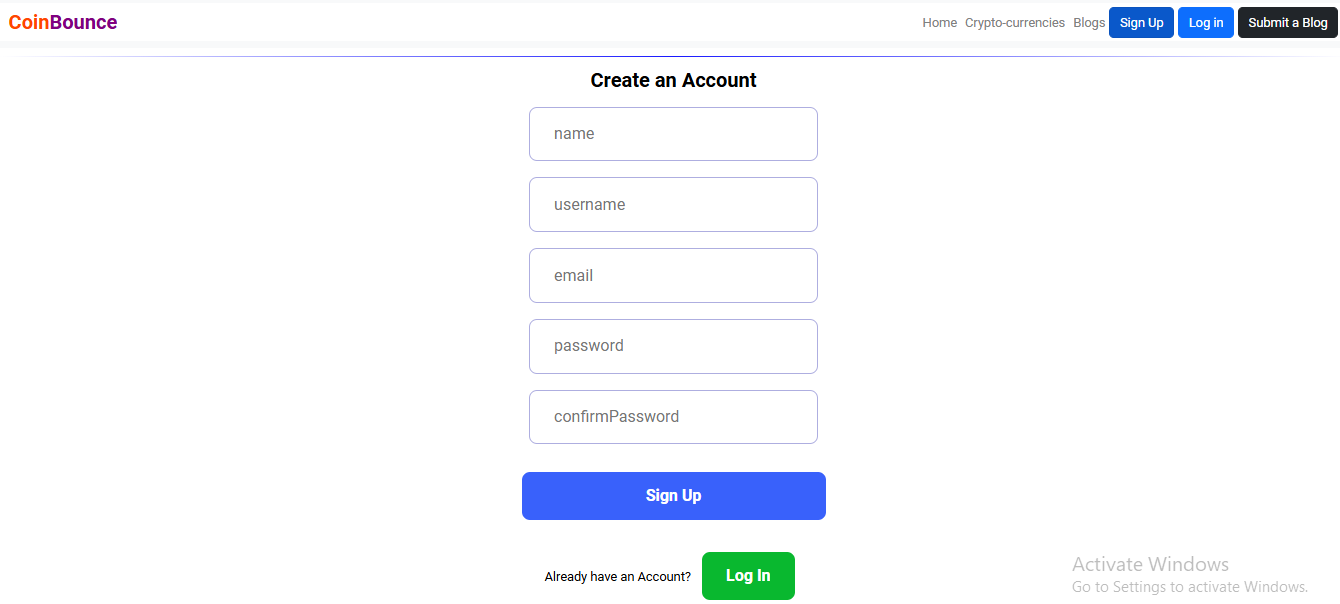 CoinBounce Home Crypto-currencies Blogs Sign Up Log in Submit a Blog
Create an Account
name
username
email
password
confirmPassword
Sign Up
Already have an Account? Log In
Activate Windows
Go to Settings to activate Windows.